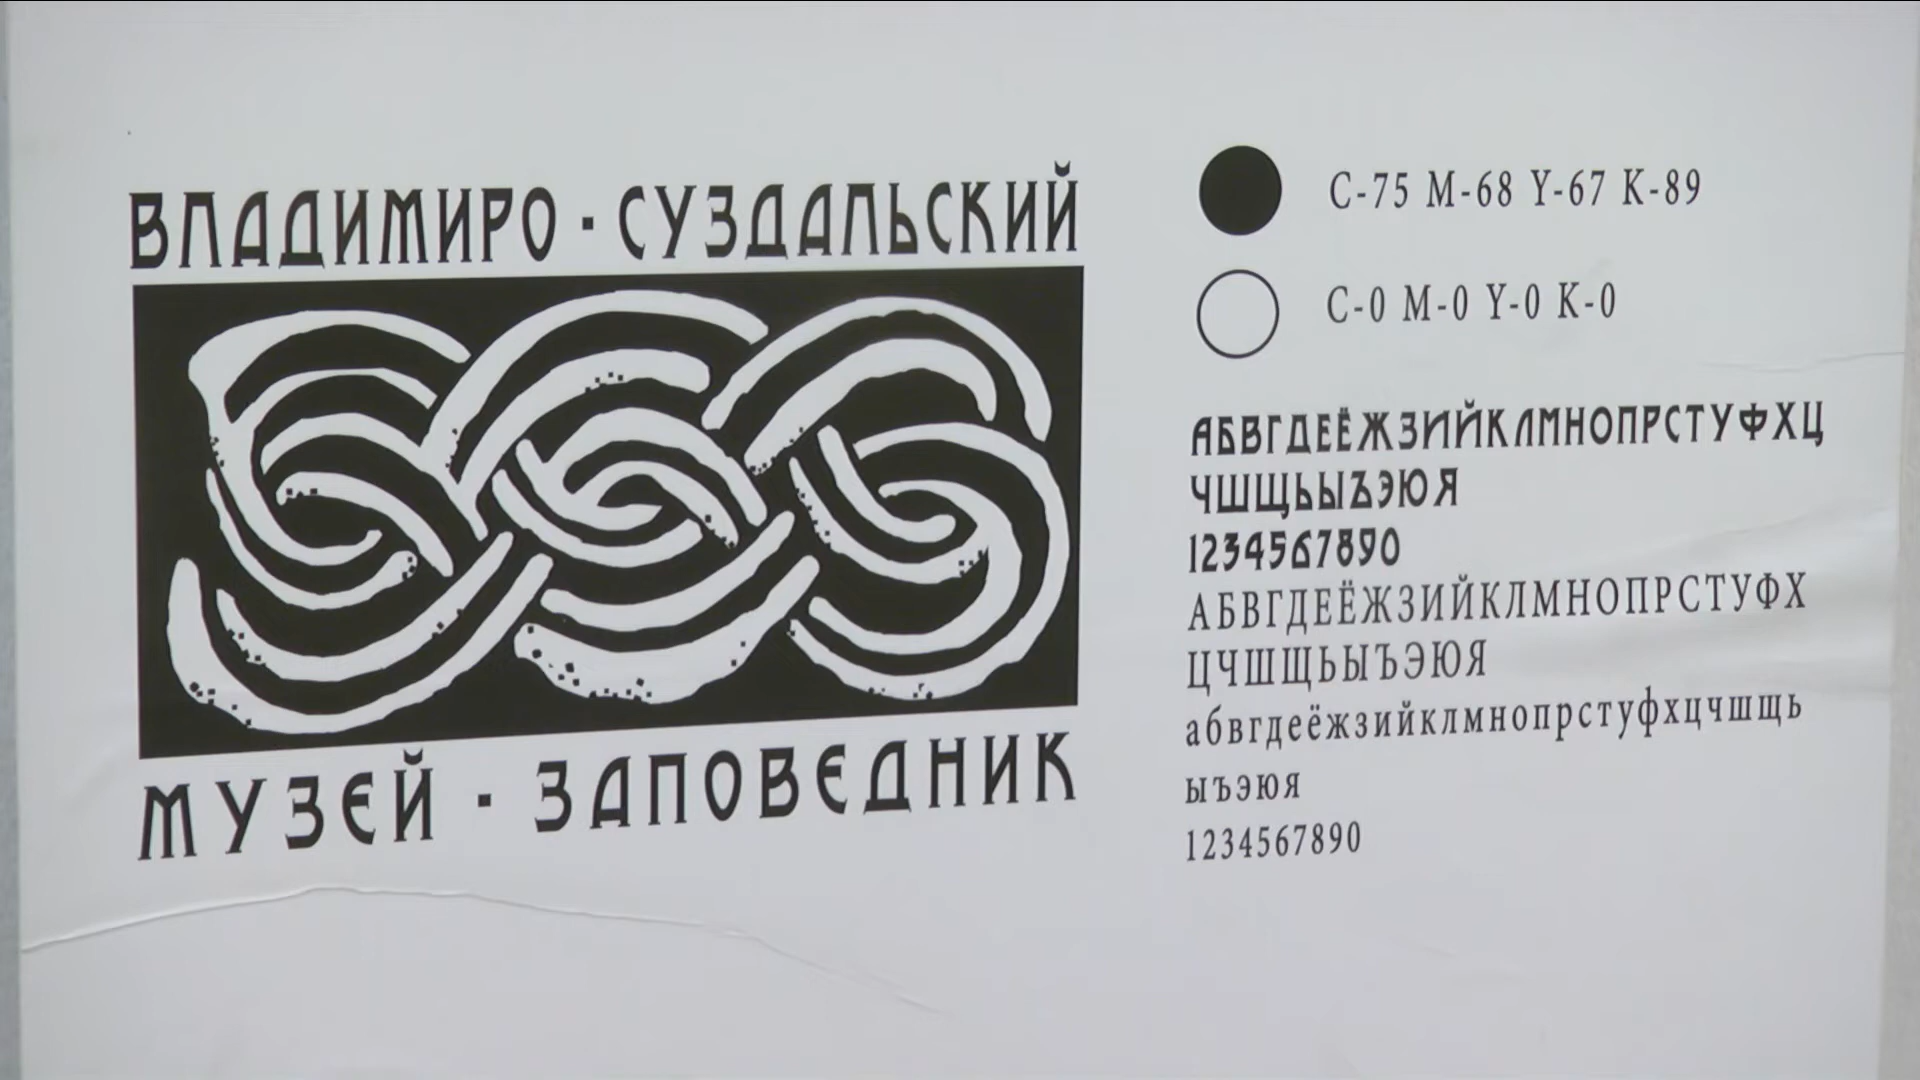 ВЛАДИМИРО · СУЗДАЛЬСКИЙ
МУЗЕЙ · ЗАПОВЕДНИК
C-75 M-68 Y-67 K-89
C-0 M-0 Y-0 K-0
АБВГДЕЁЖЗИЙКЛМНОПРСТУФХЦ
ЧШЩЬЫЪЭЮЯ
1234567890
АБВГДЕЁЖЗИЙКЛМНОПРСТУФХ
ЦЧШЩЬЫЪЭЮЯ
абвгдеёжзийклмнопрстуфхцчшщь
ыъэюя
1234567890